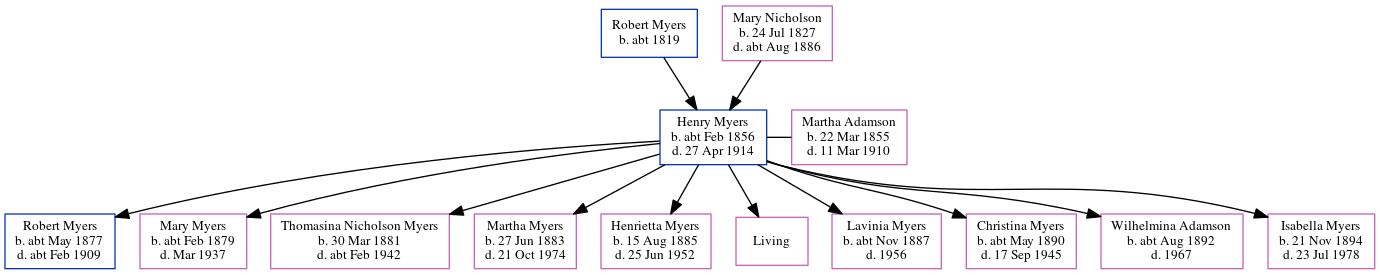 Robert Myers
b. abt 1819
Mary Nicholson
b. 24 Jul 1827
d. abt Aug 1886
Henry Myers
b. abt Feb 1856
d. 27 Apr 1914
Martha Adamson
b. 22 Mar 1855
d. 11 Mar 1910
Robert Myers
b. abt May 1877
d. abt Feb 1909
Mary Myers
b. abt Feb 1879
d. Mar 1937
Thomasina Nicholson Myers
b. 30 Mar 1881
d. abt Feb 1942
Martha Myers
b. 27 Jun 1883
d. 21 Oct 1974
Henrietta Myers
b. 15 Aug 1885
d. 25 Jun 1952
Living
Lavinia Myers
b. abt Nov 1887
d. 1956
Christina Myers
b. abt May 1890
d. 17 Sep 1945
Wilhelmina Adamson
b. abt Aug 1892
d. 1967
Isabella Myers
b. 21 Nov 1894
d. 23 Jul 1978